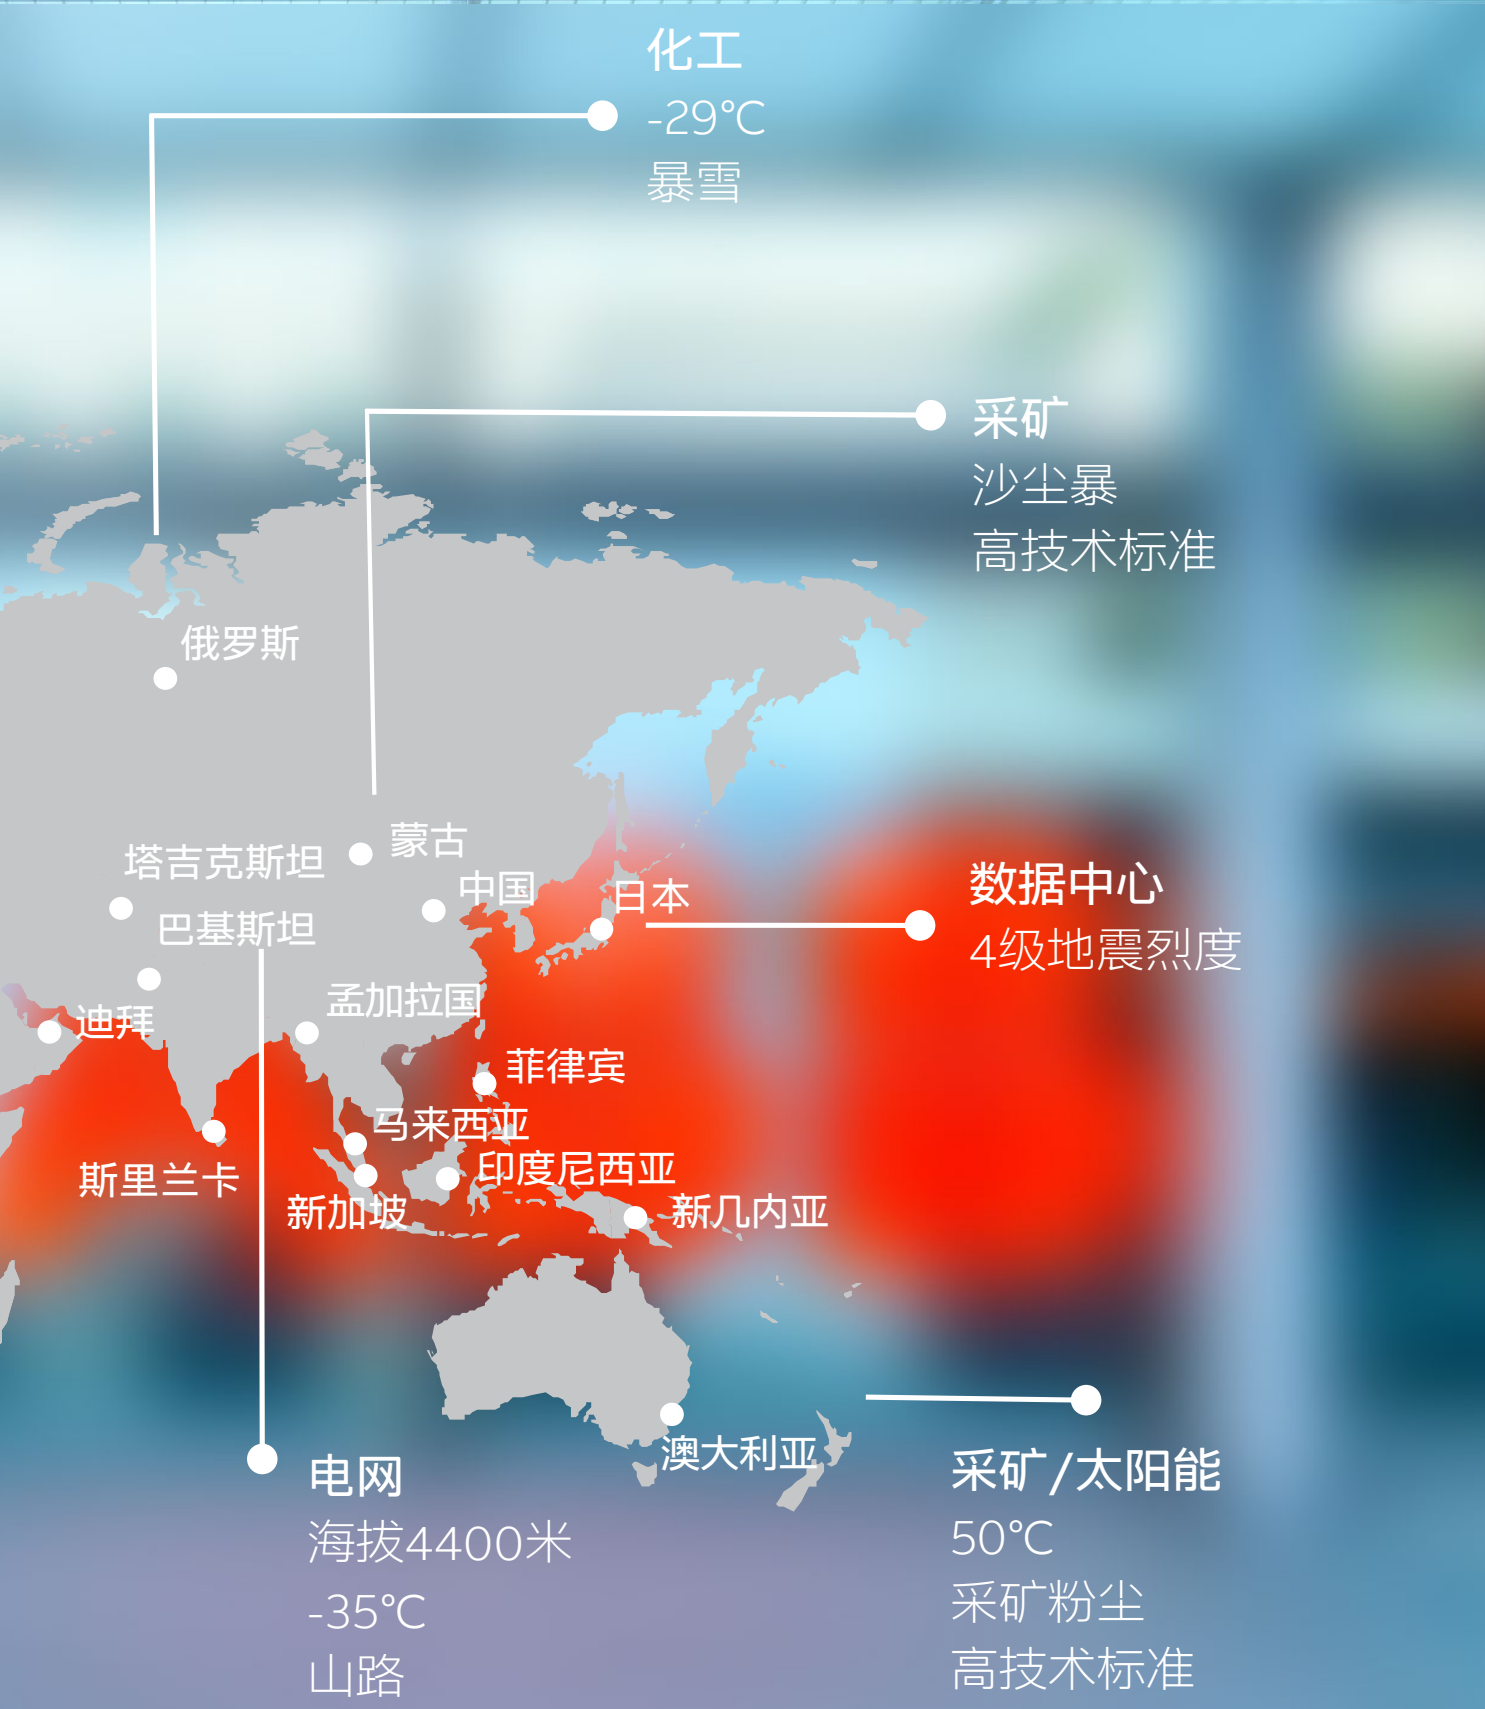 化工
-29℃
暴雪
采矿
沙尘暴
高技术标准
俄罗斯
蒙古
塔吉克斯坦
中国
日本
数据中心
4级地震烈度
巴基斯坦
孟加拉国
迪拜
菲律宾
马来西亚
印度尼西亚
斯里兰卡
新加坡
新几内亚
澳大利亚
电网
海拔4400米
-35℃
山路
采矿/太阳能
50℃
采矿粉尘
高技术标准